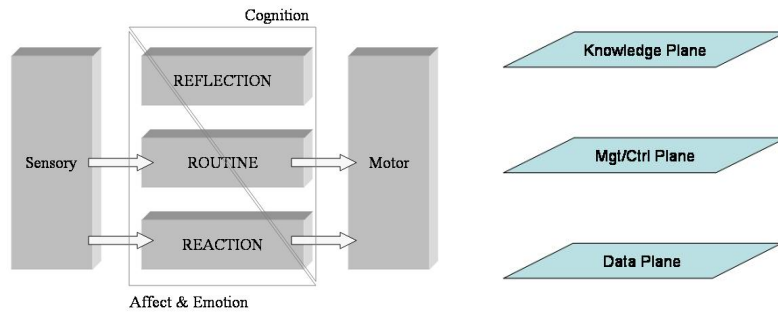 Cognition
REFLECTION
Sensory
ROUTINE
Motor
REACTION
Affect & Emotion
Knowledge Plane
Mgt/Ctrl Plane
Data Plane